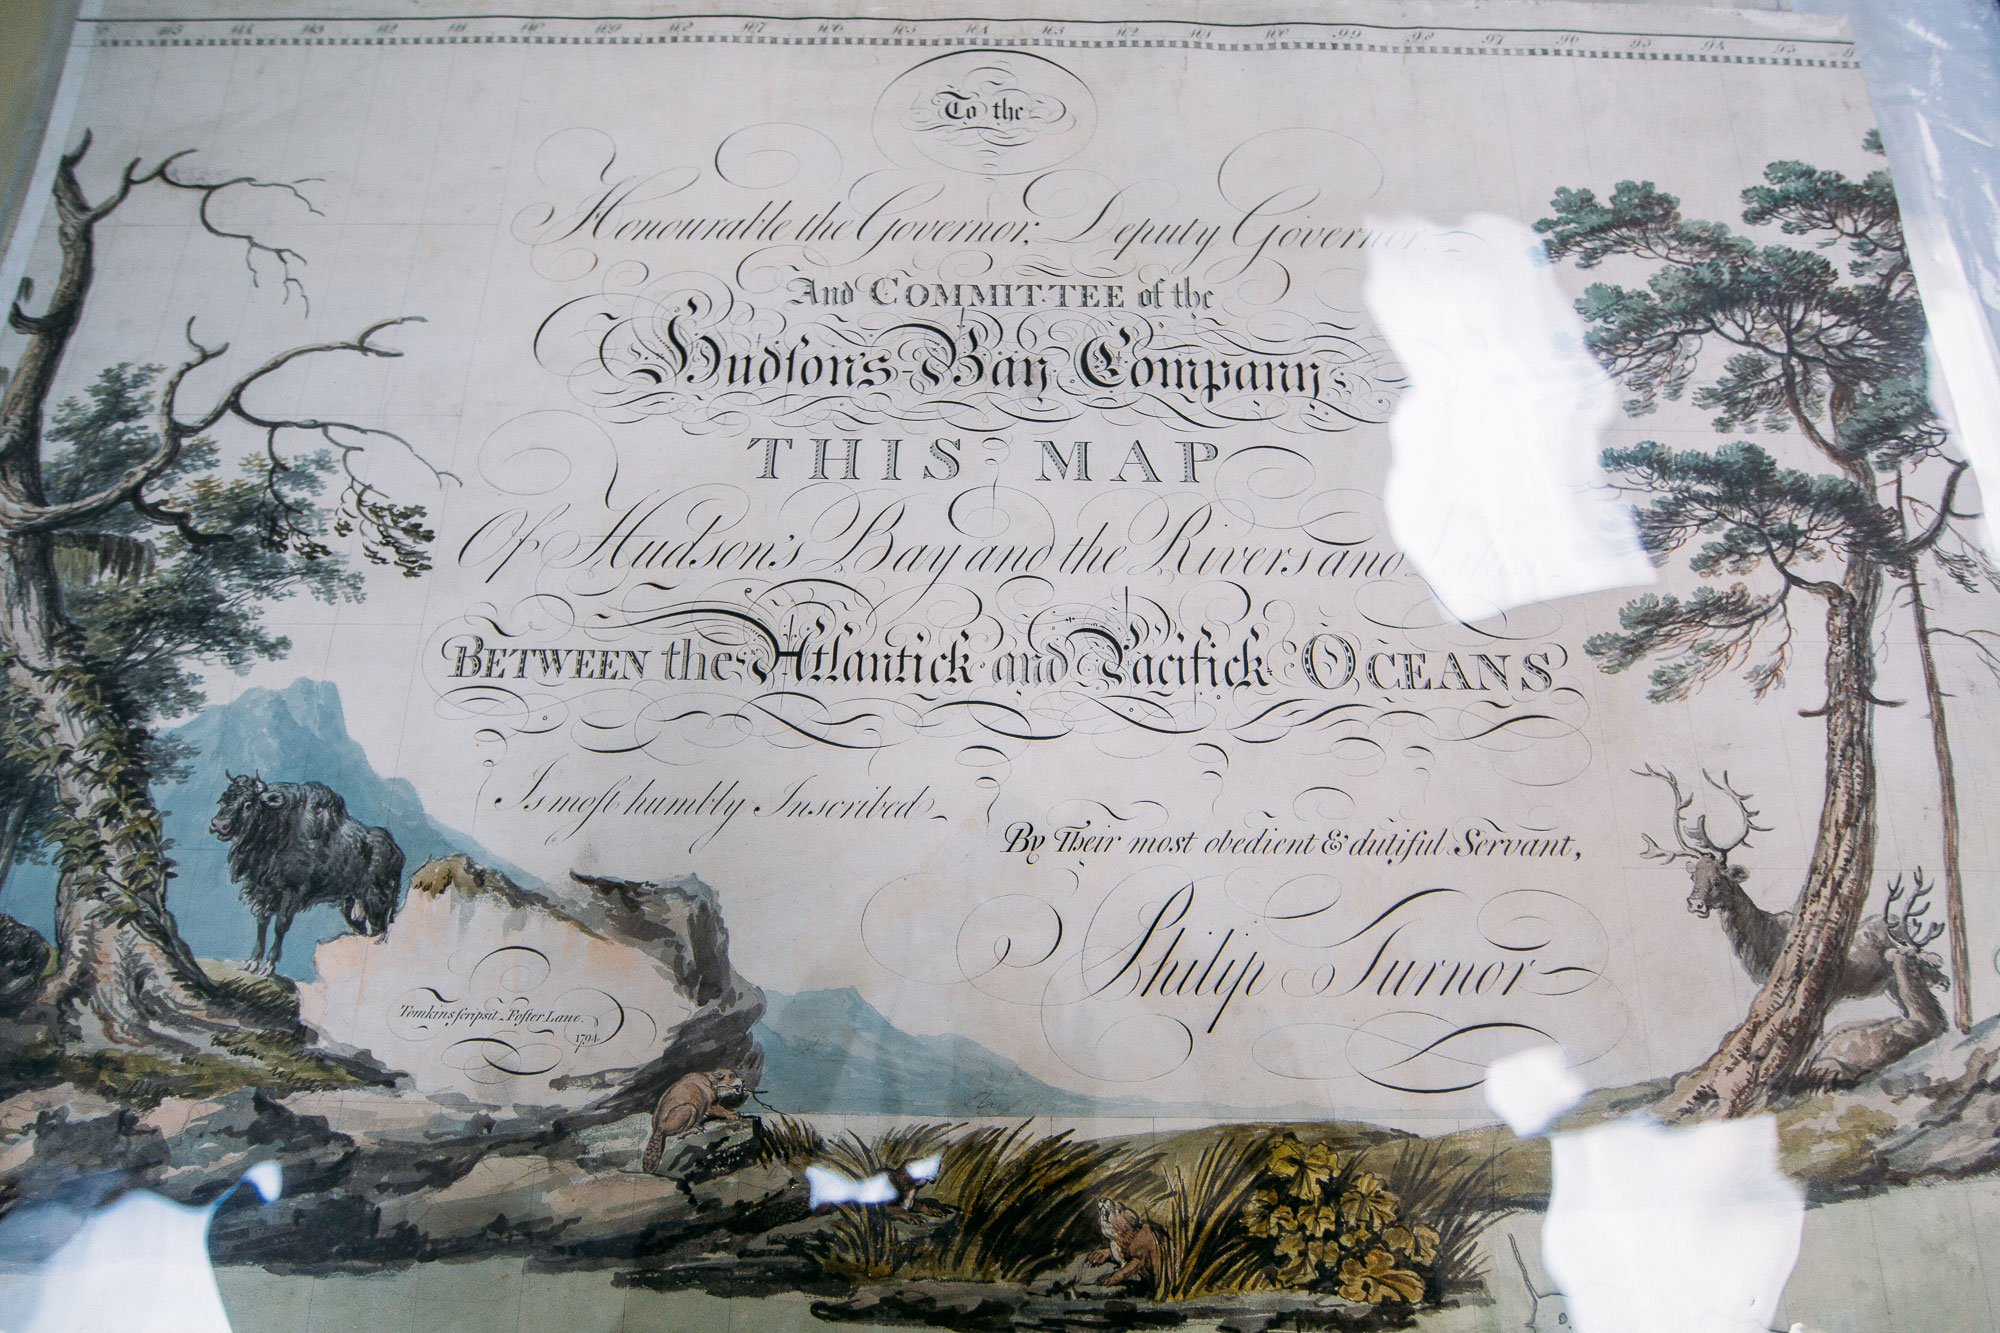 To the
Honourable the Governor, Deputy Governor
And COMMITTEE of the
Hudson's Bay Company
THIS MAP
Of Hudson's Bay and the Rivers and Lakes
BETWEEN the Atlantick and Pacifick OCEANS
Is most humbly Inscribed
By Their most obedient & dutiful Servant,
Philip Turnor
Tomkins scripsit Foster Lane.
1794